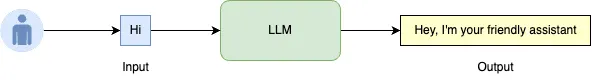 Hi
LLM
Hey, I'm your friendly assistant
Input
Output